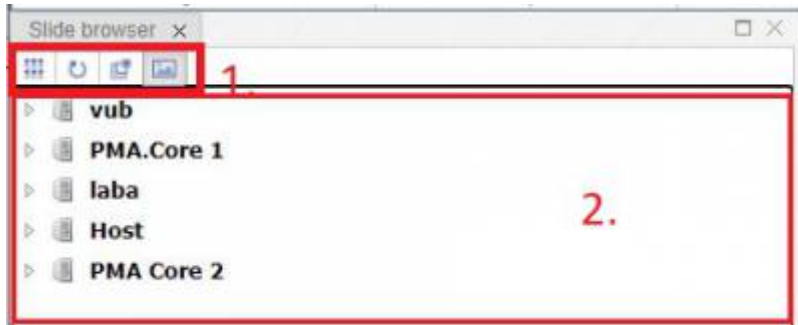 Slide browser x
1.
vub
PMA.Core 1
laba
Host
2.
PMA Core 2